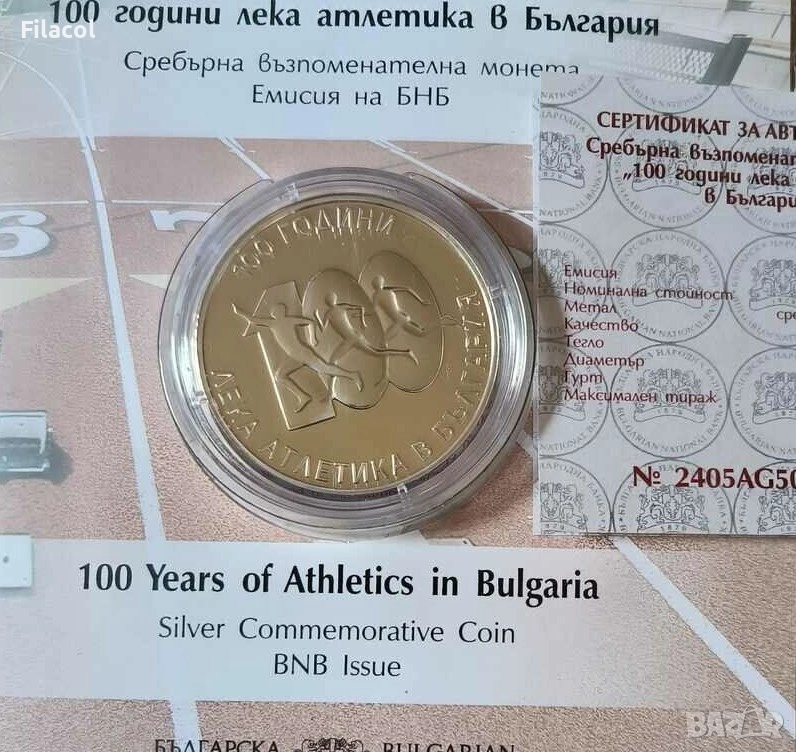 Filacol
100 години лека атлетика в България
Сребърна възпоменателна монета
Емисия на БНБ
СЕРТИФИКАТ ЗА АВТ
Сребърна възпоменат
„100 години лека
в Българи
Емисия
Номинална стойност
Метал
сре
Качество
Тегло
Диаметър
Гурт
Максимален тираж
№ 2405AG50
100 ГОДИНИ
ЛЕКА АТЛЕТИКА В БЪЛГАРИЯ
100 Years of Athletics in Bulgaria
Silver Commemorative Coin
BNB Issue
БЪЛГАРСКА BULGARIAN
BAZAR